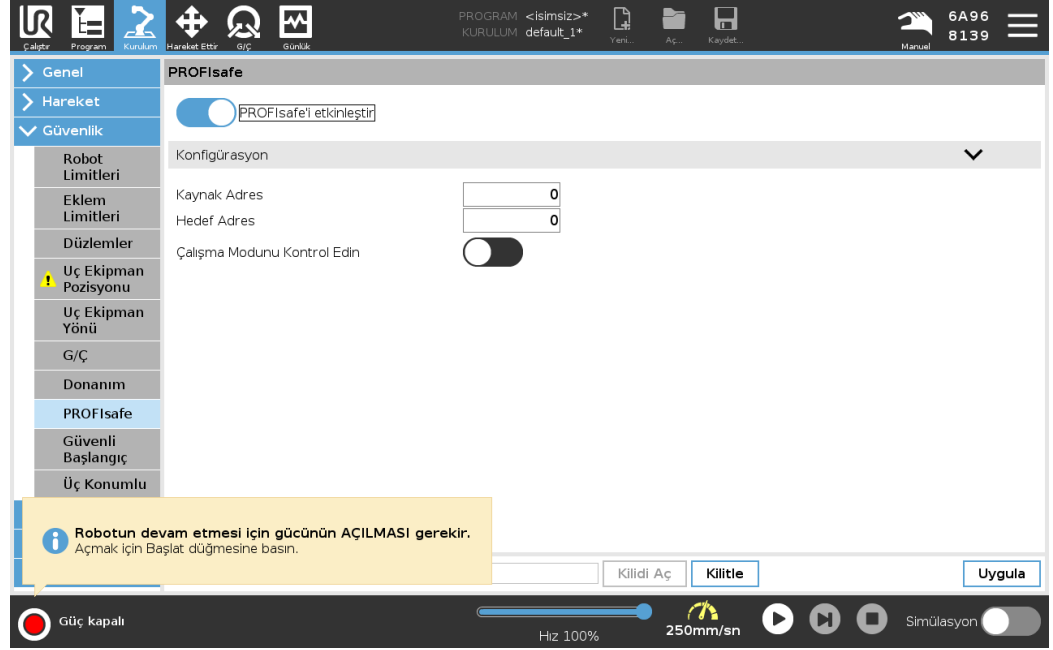 PROGRAM <isimsiz>*
KURULUM default_1*
Çalıştır
Program
Kurulum
Hareket Ettir
G/Ç
Günlük
Yeni...
Aç...
Kaydet...
Manuel
6A96
8139
Genel
Hareket
Güvenlik
Robot
Limitleri
Eklem
Limitleri
Düzlemler
Uç Ekipman
Pozisyonu
Uç Ekipman
Yönü
G/Ç
Donanım
PROFIsafe
Güvenli
Başlangıç
Üç Konumlu
PROFIsafe
PROFIsafe'i etkinleştir
Konfigürasyon
Kaynak Adres 0
Hedef Adres 0
Çalışma Modunu Kontrol Edin
Robotun devam etmesi için gücünün AÇILMASI gerekir.
Açmak için Başlat düğmesine basın.
Kilidi Aç
Kilitle
Uygula
Güç kapalı
Hız 100%
250mm/sn
Simülasyon